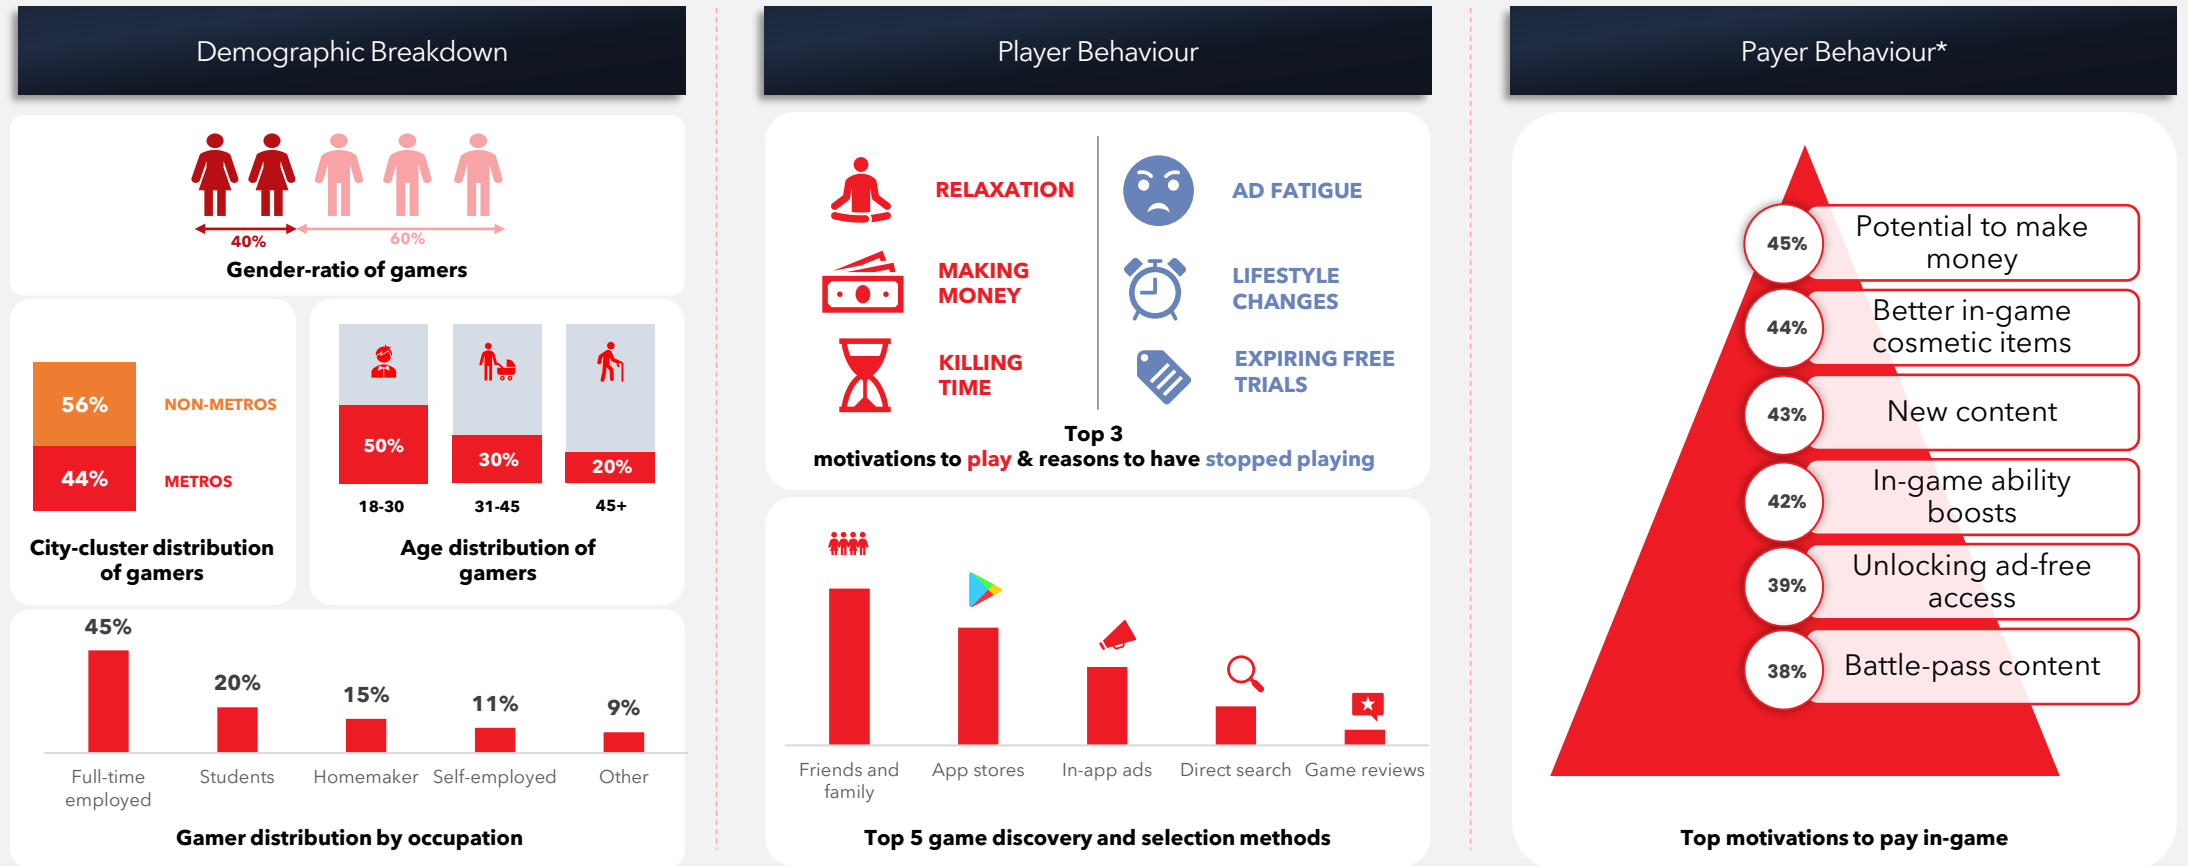 Demographic Breakdown
40%
60%
Gender-ratio of gamers
56%
NON-METROS
44%
METROS
City-cluster distribution
of gamers
50%
30%
20%
18-30
31-45
45+
Age distribution of
gamers
45%
20%
15%
11%
9%
Full-time
employed
Students
Homemaker
Self-employed
Other
Gamer distribution by occupation
Player Behaviour
RELAXATION
MAKING
MONEY
KILLING
TIME
AD FATIGUE
LIFESTYLE
CHANGES
EXPIRING FREE
TRIALS
Top 3
motivations to play & reasons to have stopped playing
Friends and
family
App stores
In-app ads
Direct search
Game reviews
Top 5 game discovery and selection methods
Payer Behaviour*
45%
Potential to make
money
44%
Better in-game
cosmetic items
43%
New content
42%
In-game ability
boosts
39%
Unlocking ad-free
access
38%
Battle-pass content
Top motivations to pay in-game